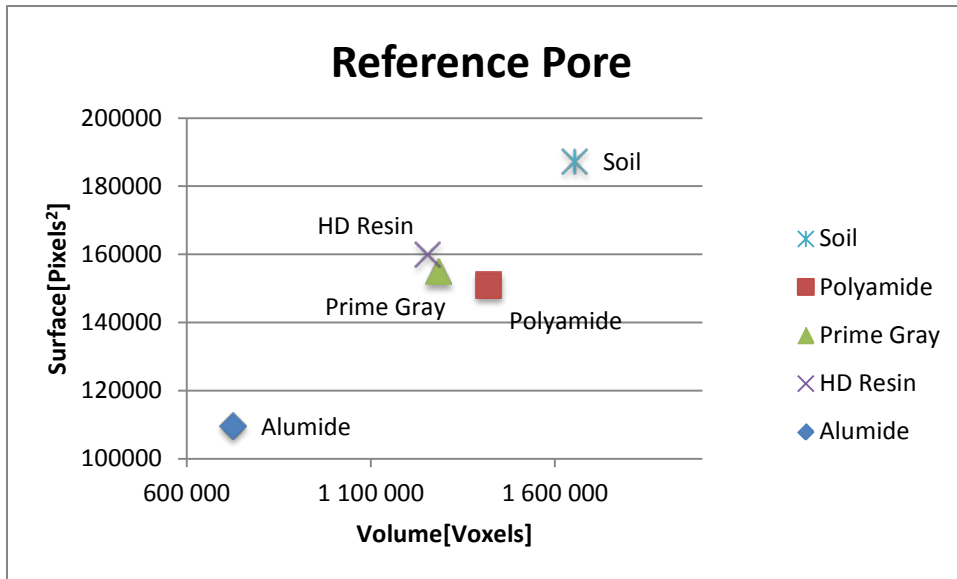 Reference Pore
Surface[Pixels²]
200000
180000
160000
140000
120000
100000
600 000
1 100 000
1 600 000
Volume[Voxels]
Soil
HD Resin
Prime Gray
Polyamide
Alumide
Soil
Polyamide
Prime Gray
HD Resin
Alumide